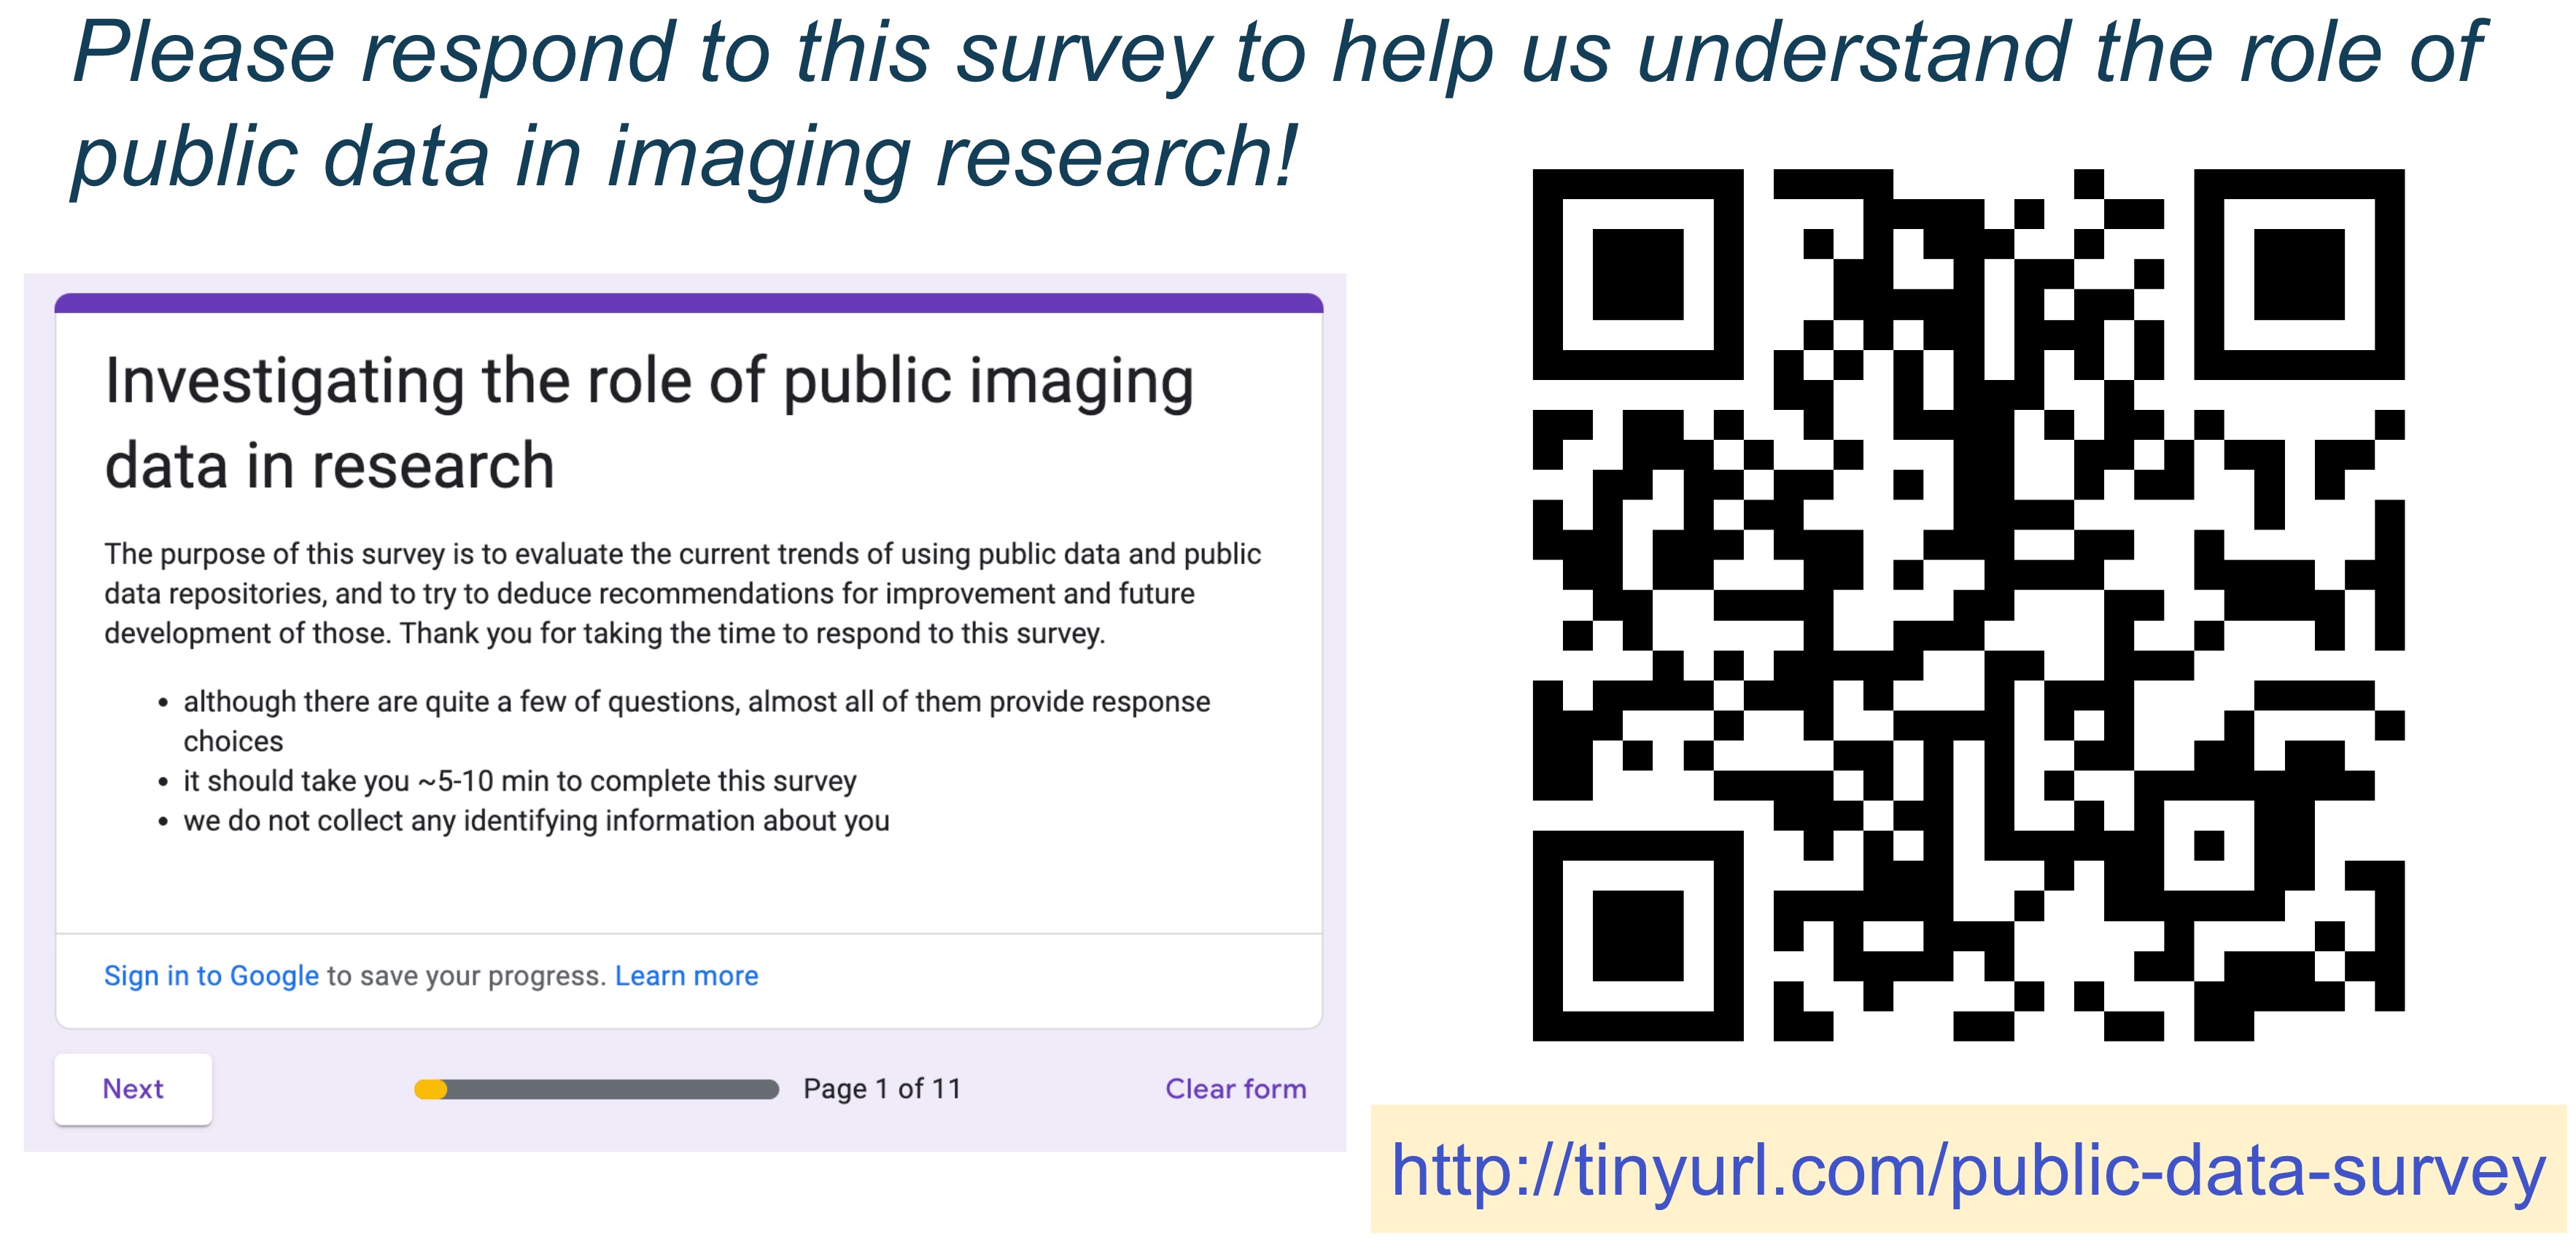 Please respond to this survey to help us understand the role of
public data in imaging research!
Investigating the role of public imaging
data in research
The purpose of this survey is to evaluate the current trends of using public data and public
data repositories, and to try to deduce recommendations for improvement and future
development of those. Thank you for taking the time to respond to this survey.
• although there are quite a few of questions, almost all of them provide response
choices
• it should take you ~5-10 min to complete this survey
• we do not collect any identifying information about you
Sign in to Google to save your progress. Learn more
Next
Page 1 of 11
Clear form
http://tinyurl.com/public-data-survey